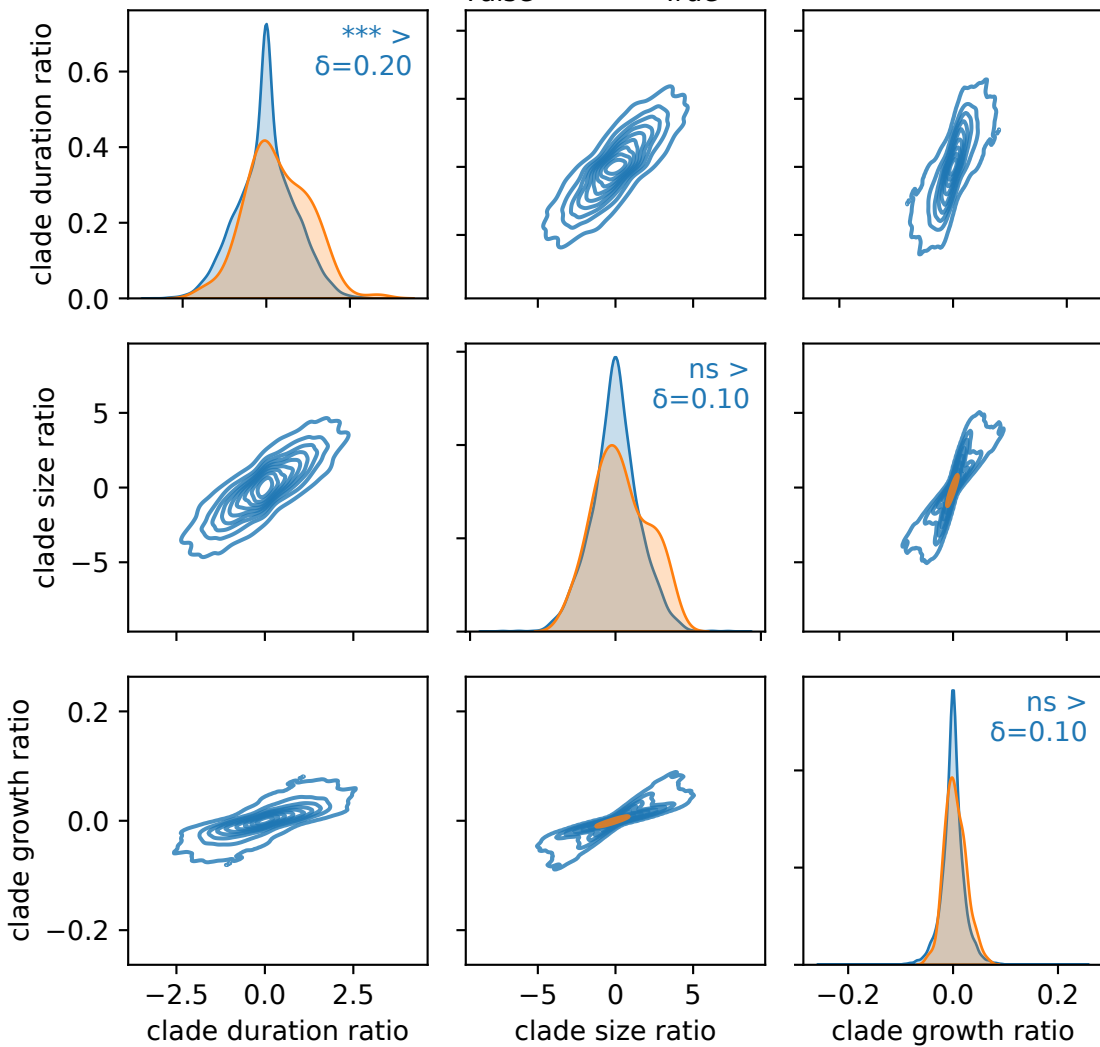 clade duration ratio
0.6
0.4
0.2
0.0
*** >
δ=0.20
clade size ratio
5
0
−5
ns >
δ=0.10
clade growth ratio
0.2
0.0
−0.2
ns >
δ=0.10
−2.5 0.0 2.5
−5 0 5
−0.2 0.0 0.2
clade duration ratio
clade size ratio
clade growth ratio